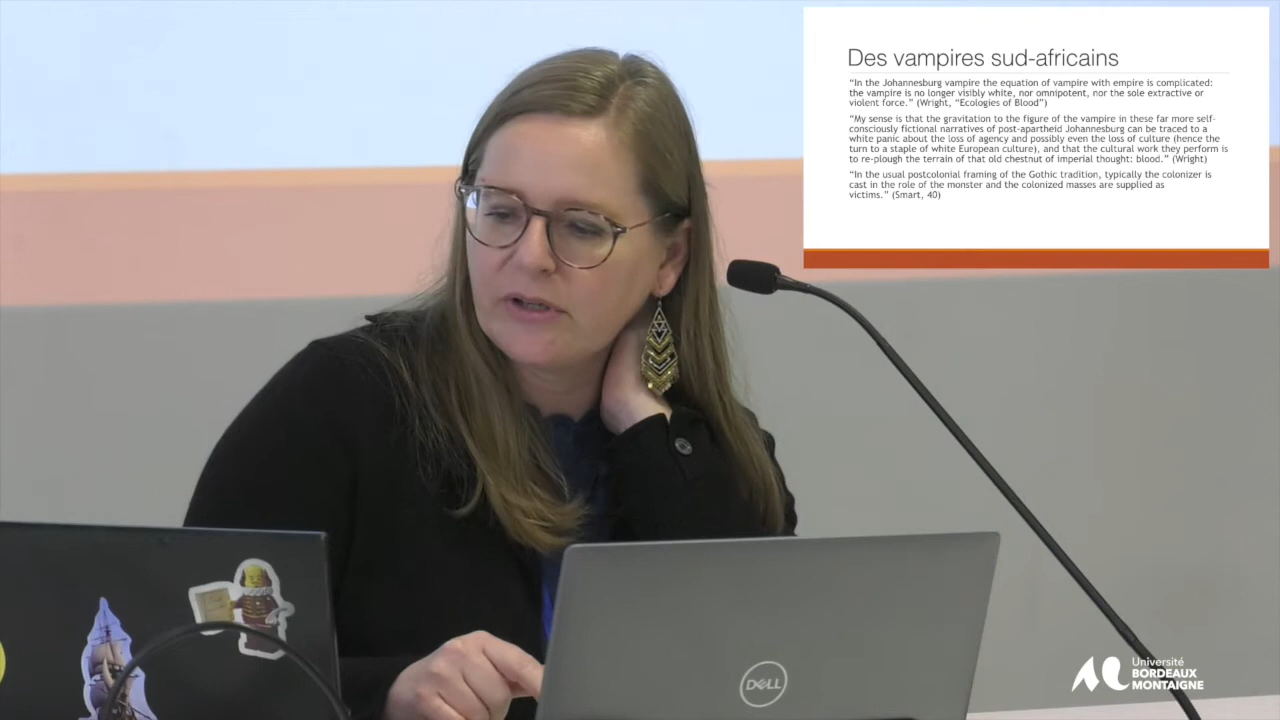 Des vampires sud-africains
“In the Johannesburg vampire the equation of vampire with empire is complicated:
the vampire is no longer visibly white, nor omnipotent, nor the sole extractive or
violent force.” (Wright, “Ecologies of Blood”)
“My sense is that the gravitation to the figure of the vampire in these far more self-
consciously fictional narratives of post-apartheid Johannesburg can be traced to a
white panic about the loss of agency and possibly even the loss of culture (hence the
turn to a staple of white European culture), and that the cultural work they perform is
to re-plough the terrain of that old chestnut of imperial thought: blood.” (Wright)
“In the usual postcolonial framing of the Gothic tradition, typically the colonizer is
cast in the role of the monster and the colonized masses are supplied as
victims.” (Smart, 40)
DELL
Université
BORDEAUX
MONTAIGNE